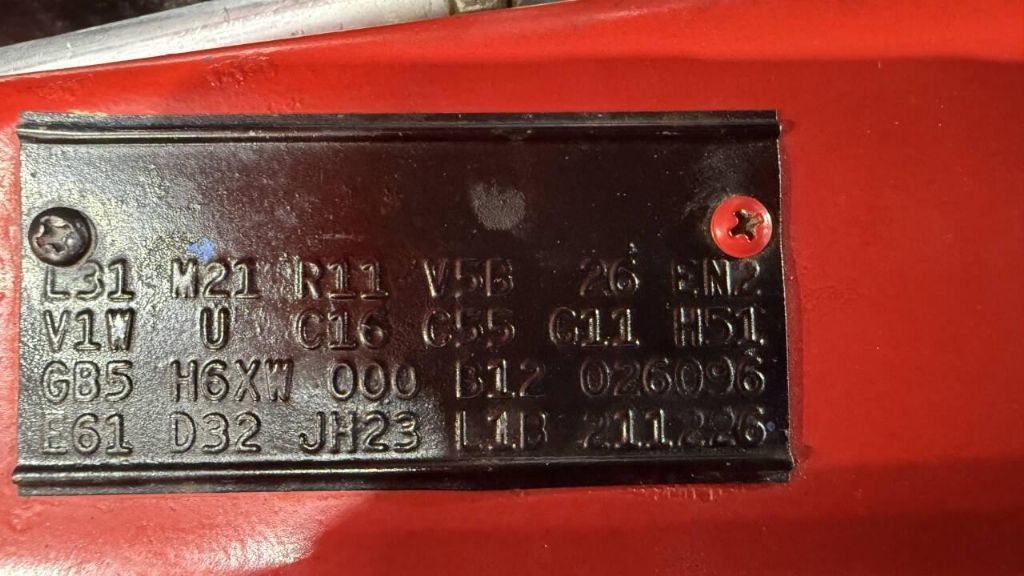 L31 M21 R11 V5B 26 EN2
V1W U C16 C55 G11 H51
GB5 H6XW 000 B12 026096
E61 D32 JH23 L1B 211226